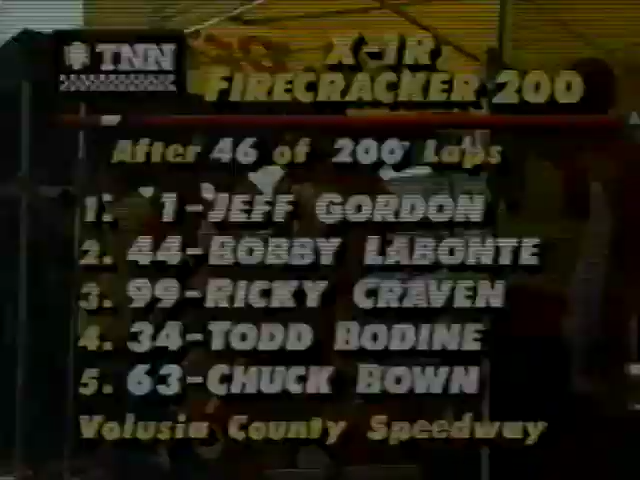 TNN
X-1R
FIRECRACKER 200
After 46 of 200 Laps
1. 1-JEFF GORDON
2. 44-BOBBY LABONTE
3. 99-RICKY CRAVEN
4. 34-TODD BODINE
5. 63-CHUCK BOWN
Volusia County Speedway